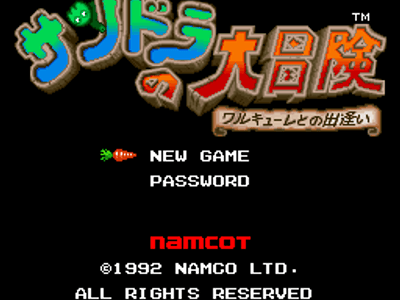 サンドラ
の大冒険
TM
ワルキューレとの出逢い
NEW GAME
PASSWORD
namcot
©1992 NAMCO LTD.
ALL RIGHTS RESERVED